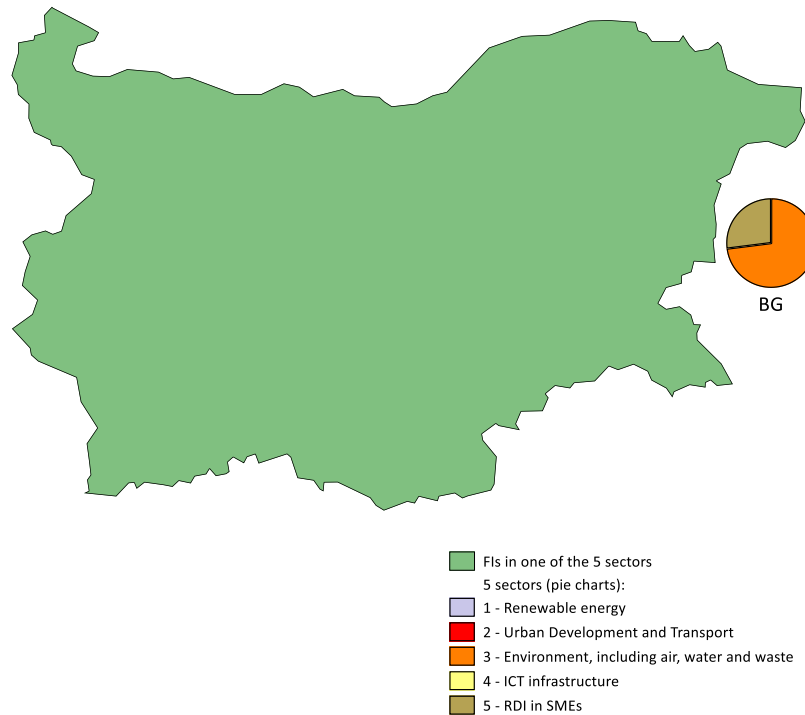 BG
FIs in one of the 5 sectors
5 sectors (pie charts):
1 - Renewable energy
2 - Urban Development and Transport
3 - Environment, including air, water and waste
4 - ICT infrastructure
5 - RDI in SMEs